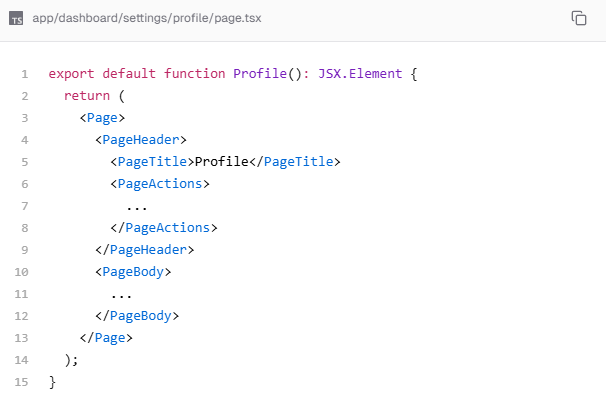 TS app/dashboard/settings/profile/page.tsx
1 export default function Profile(): JSX.Element {
2   return (
3     <Page>
4       <PageHeader>
5         <PageTitle>Profile</PageTitle>
6         <PageActions>
7           ...
8         </PageActions>
9       </PageHeader>
10       <PageBody>
11         ...
12       </PageBody>
13     </Page>
14   );
15 }